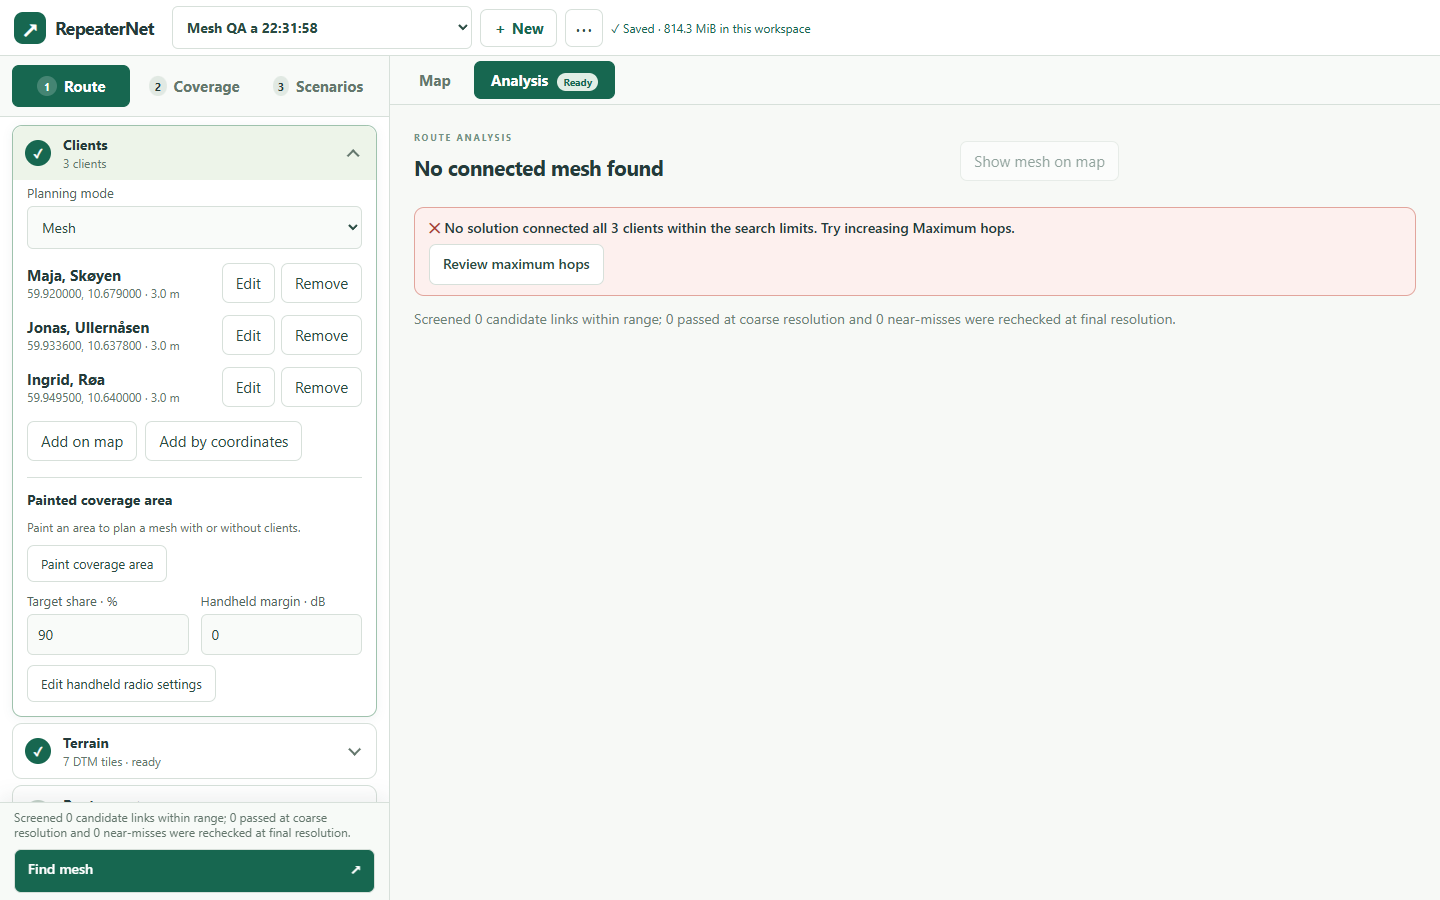 RepeaterNet
Mesh QA a 22:31:58
+ New
...
✓ Saved · 814.3 MiB in this workspace
1 Route
2 Coverage
3 Scenarios
Map
Analysis Ready
Clients
3 clients
Planning mode
Mesh
Maja, Skøyen
59.920000, 10.679000 · 3.0 m
Edit
Remove
Jonas, Ullernåsen
59.933600, 10.637800 · 3.0 m
Edit
Remove
Ingrid, Røa
59.949500, 10.640000 · 3.0 m
Edit
Remove
Add on map
Add by coordinates
Painted coverage area
Paint an area to plan a mesh with or without clients.
Paint coverage area
Target share · %
Handheld margin · dB
90
0
Edit handheld radio settings
Terrain
7 DTM tiles · ready
Screened 0 candidate links within range; 0 passed at coarse
resolution and 0 near-misses were rechecked at final resolution.
Find mesh
ROUTE ANALYSIS
No connected mesh found
Show mesh on map
No solution connected all 3 clients within the search limits. Try increasing Maximum hops.
Review maximum hops
Screened 0 candidate links within range; 0 passed at coarse resolution and 0 near-misses were rechecked at final resolution.